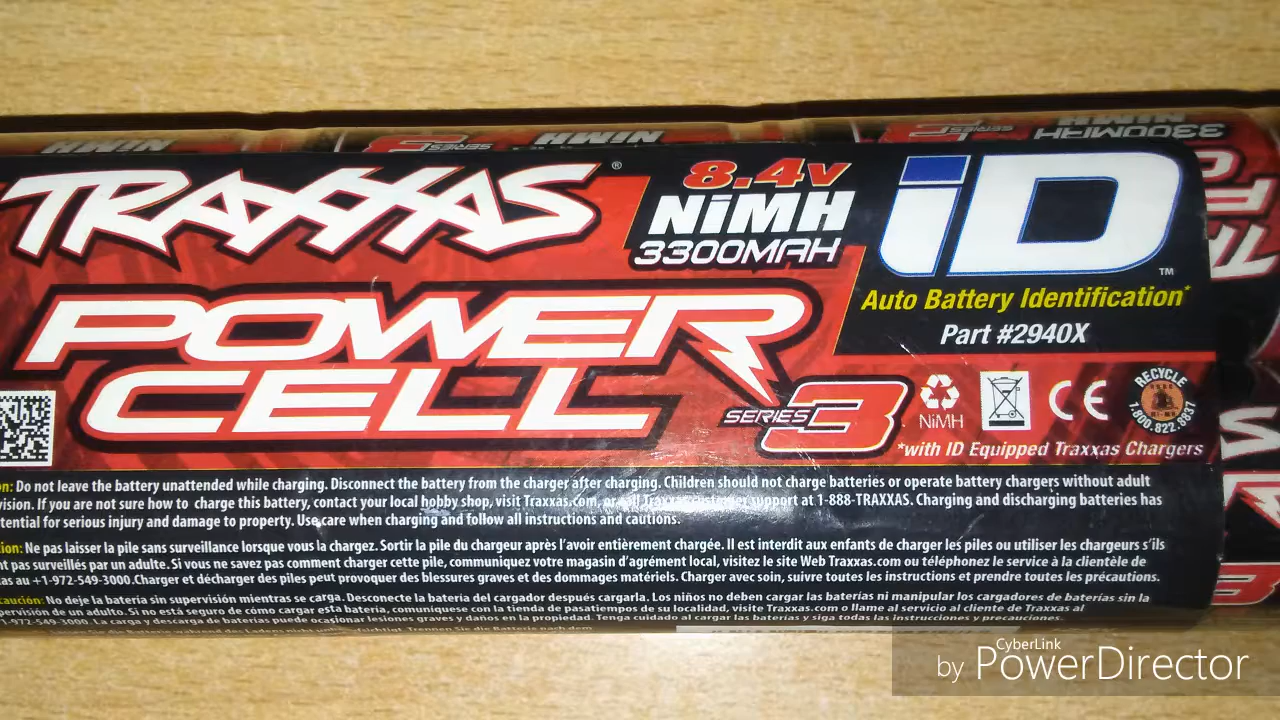 TRAXXAS®
8.4V
NiMH
3300MAH
iD™
Auto Battery Identification*
Part #2940X
POWER
CELL
SERIES 3
NiMH
CE
RECYCLE
1.800.822.8837
*with ID Equipped Traxxas Chargers
Do not leave the battery unattended while charging. Disconnect the battery from the charger after charging. Children should not charge batteries or operate battery chargers without adult
If you are not sure how to charge this battery, contact your local hobby shop, visit Traxxas.com, or call Traxxas customer support at 1-888-TRAXXAS. Charging and discharging batteries has
for serious injury and damage to property. Use care when charging and follow all instructions and cautions.
Ne pas laisser la pile sans surveillance lorsque vous la chargez. Sortir la pile du chargeur après l'avoir entièrement chargée. Il est interdit aux enfants de charger les piles ou utiliser les chargeurs s'ils
pas surveillés par un adulte. Si vous ne savez pas comment charger cette pile, communiquez votre magasin d'agrément local, visitez le site Web Traxxas.com ou téléphonez le service à la clientèle de
au +1-972-549-3000.Charger et décharger des piles peut provoquer des blessures graves et des dommages matériels. Charger avec soin, suivre toutes les instructions et prendre toutes les précautions.
No deje la batería sin supervisión mientras se carga. Desconecte la batería del cargador después cargarla. Los niños no deben cargar las baterías ni manipular los cargadores de baterías sin la
de un adulto. Si no está seguro de cómo cargar esta batería, comuníquese con la tienda de pasatiempos de su localidad, visite Traxxas.com o llame al servicio al cliente de Traxxas al
+1-972-549-3000. La carga y descarga de baterías puede ocasionar lesiones graves y daños en la propiedad. Tenga cuidado al cargar las baterías y siga todas las instrucciones y precauciones.
NiMH
SERIES 3
NiMH
SERIES 3
3300MAH
CyberLink
by PowerDirector